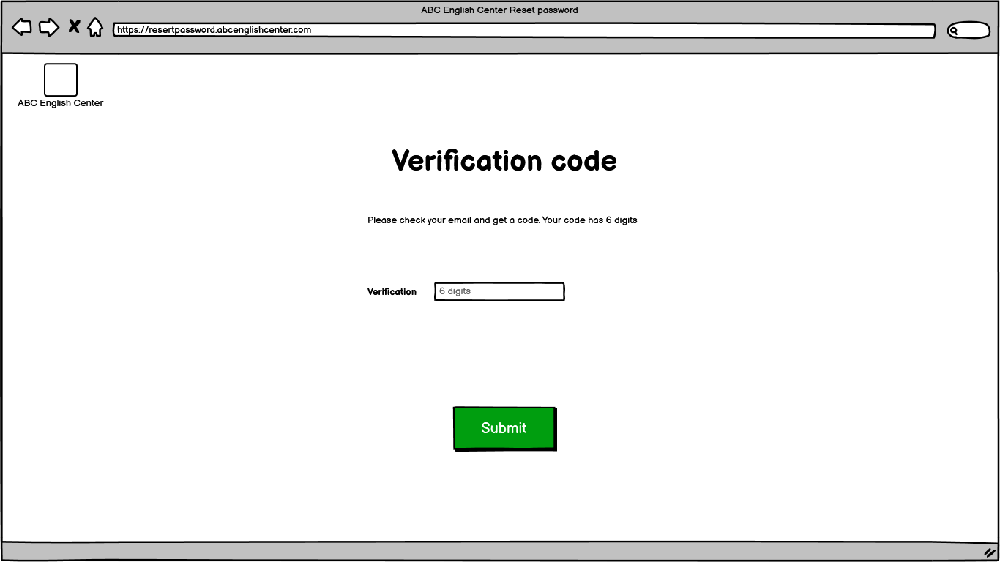 ABC English Center Reset password
https://resertpassword.abcenglishcenter.com
ABC English Center
Verification code
Please check your email and get a code. Your code has 6 digits
Verification
6 digits
Submit